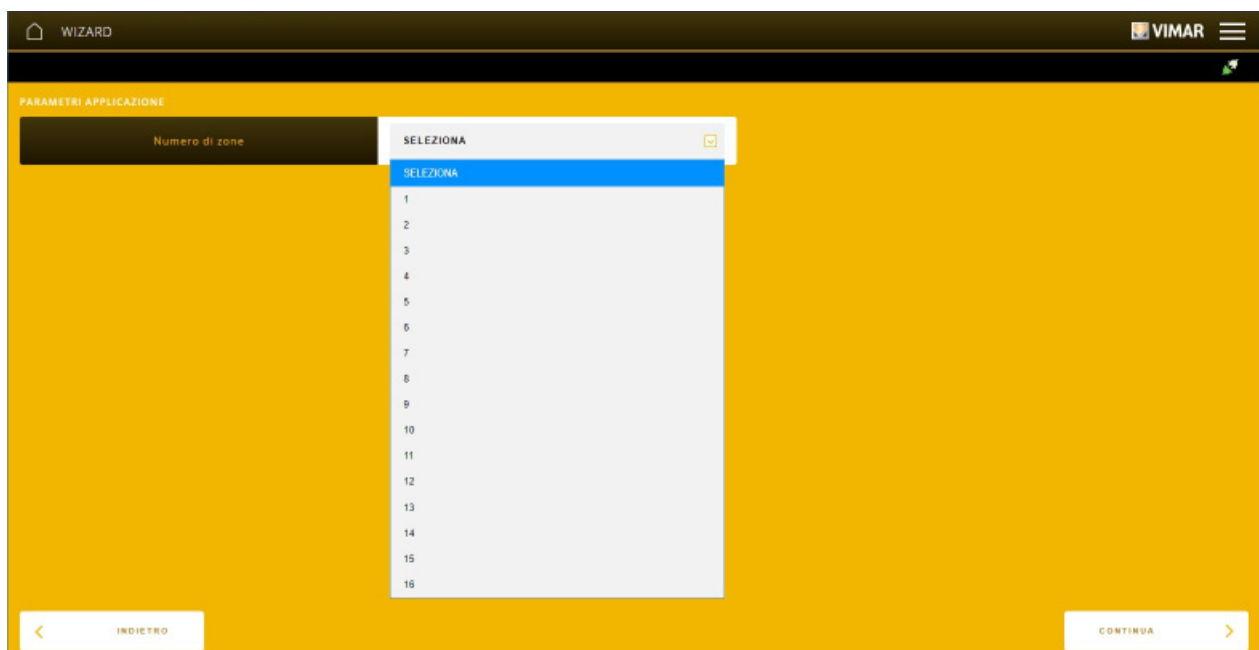 WIZARD
VIMAR
PARAMETRI APPLICAZIONE
Numero di zone
SELEZIONA
SELEZIONA
1
2
3
4
5
6
7
8
9
10
11
12
13
14
15
16
INDIETRO
CONTINUA